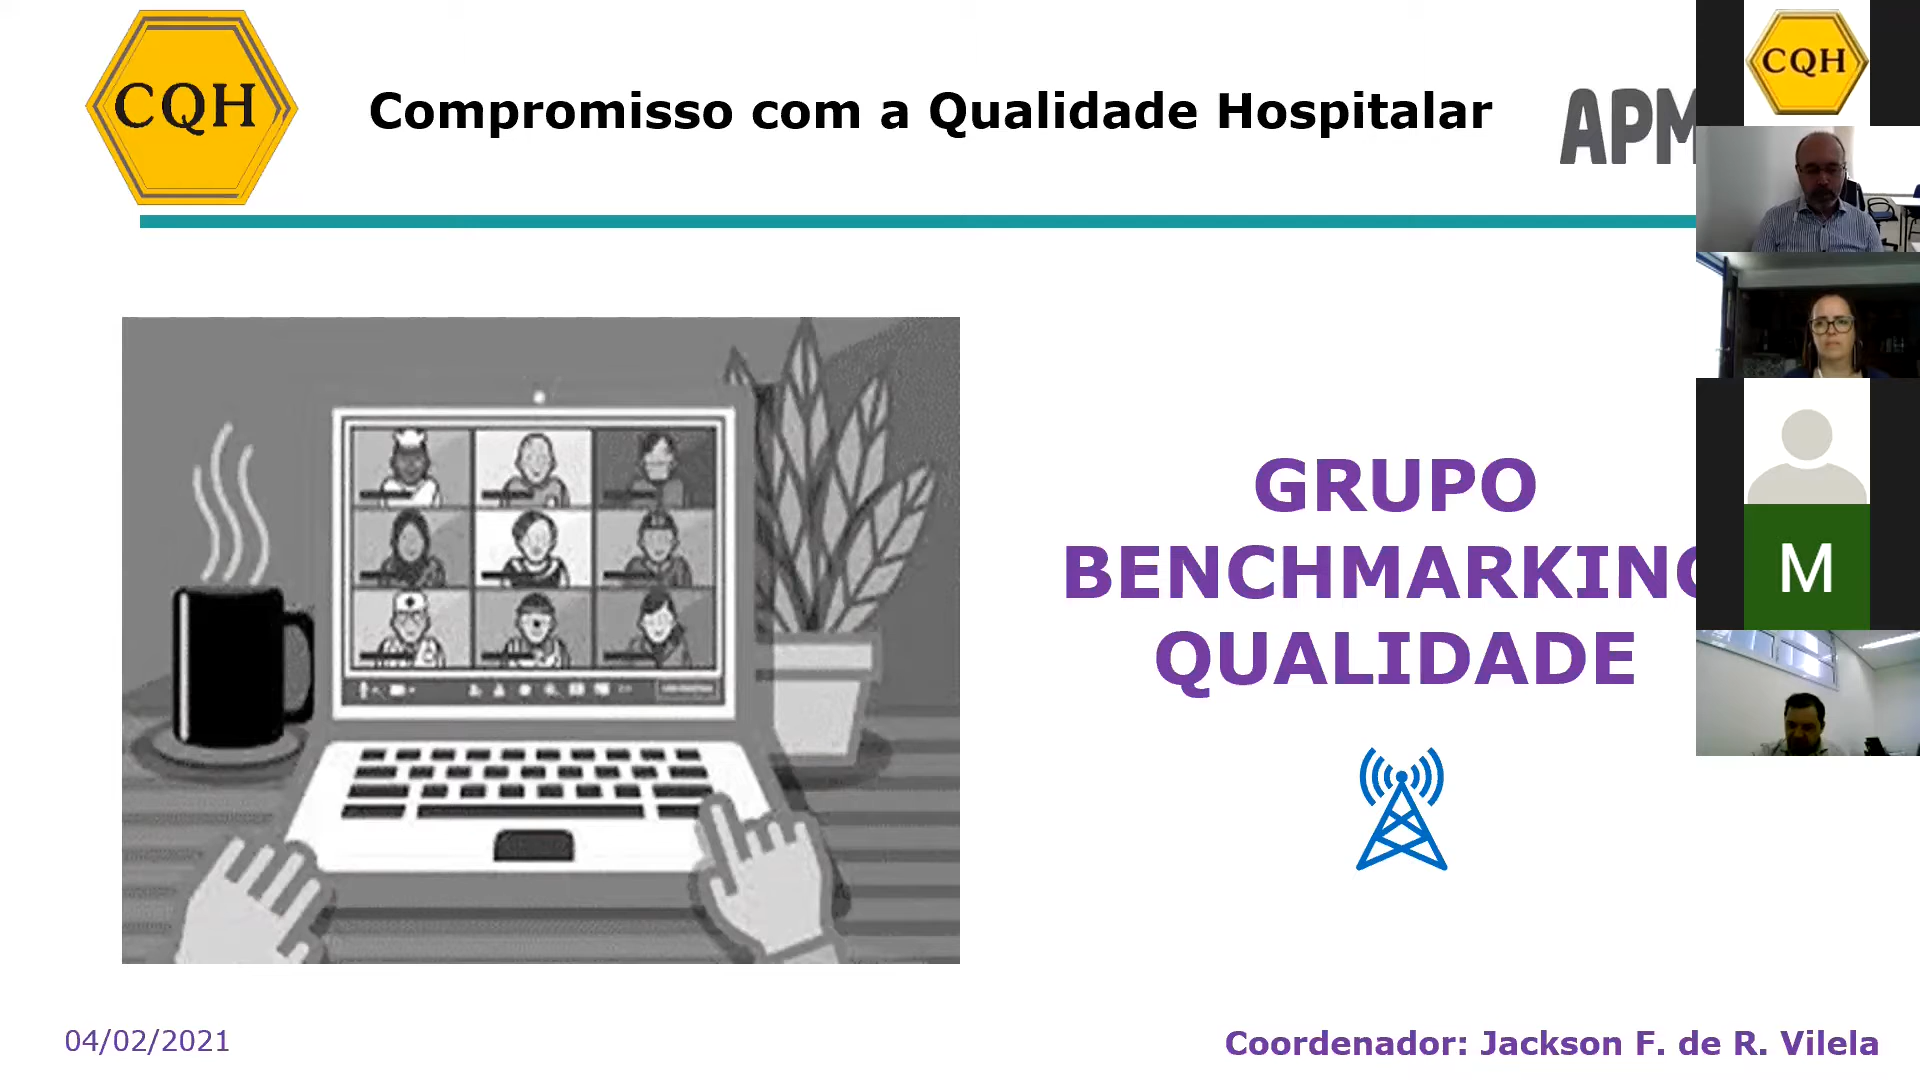 CQH
Compromisso com a Qualidade Hospitalar
APM
CQH
GRUPO
BENCHMARKING
QUALIDADE
M
04/02/2021
Coordenador: Jackson F. de R. Vilela